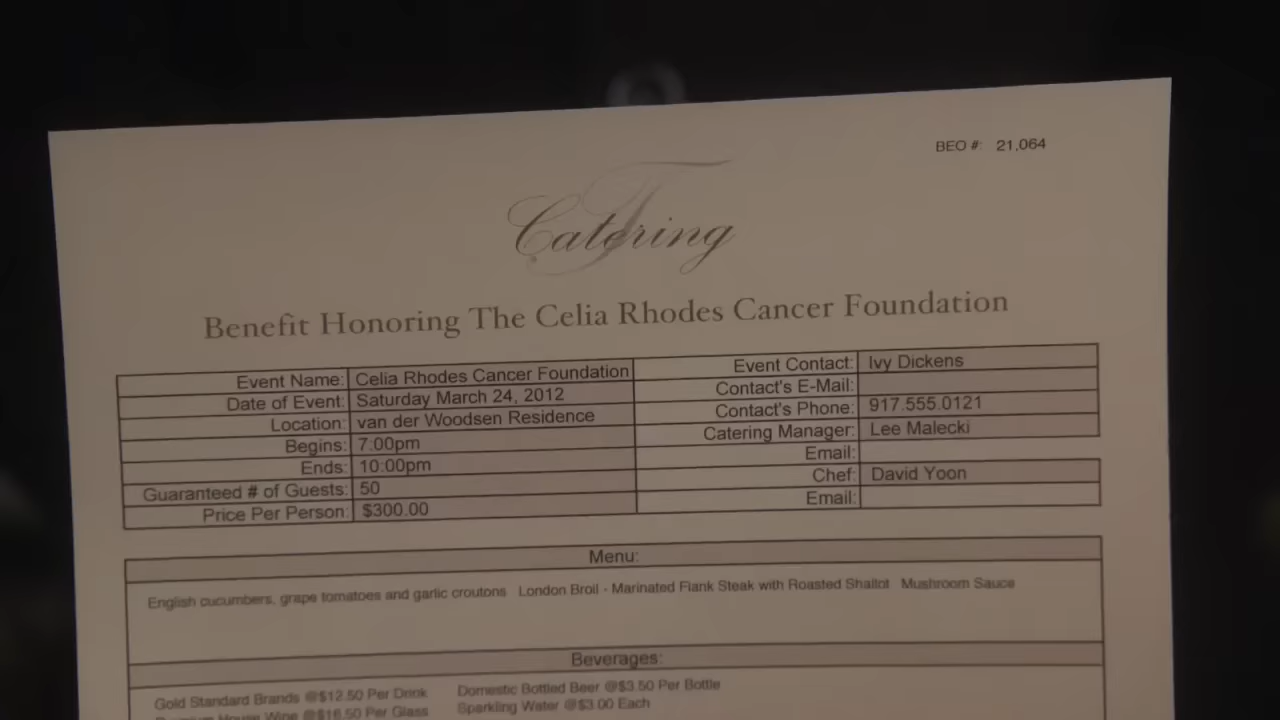 BEO #: 21,064
Catering
Benefit Honoring The Celia Rhodes Cancer Foundation
Event Name: Celia Rhodes Cancer Foundation
Date of Event: Saturday March 24, 2012
Location: van der Woodsen Residence
Begins: 7:00pm
Ends: 10:00pm
Guaranteed # of Guests: 50
Price Per Person: $300.00
Event Contact: Ivy Dickens
Contact's E-Mail:
Contact's Phone: 917.555.0121
Catering Manager: Lee Malecki
Email:
Chef: David Yoon
Email:
Menu:
English cucumbers, grape tomatoes and garlic croutons London Broil - Marinated Flank Steak with Roasted Shallot Mushroom Sauce
Beverages:
Gold Standard Brands @$12.50 Per Drink
House Wine @$16.50 Per Glass
Domestic Bottled Beer @$3.50 Per Bottle
Sparkling Water @$3.00 Each